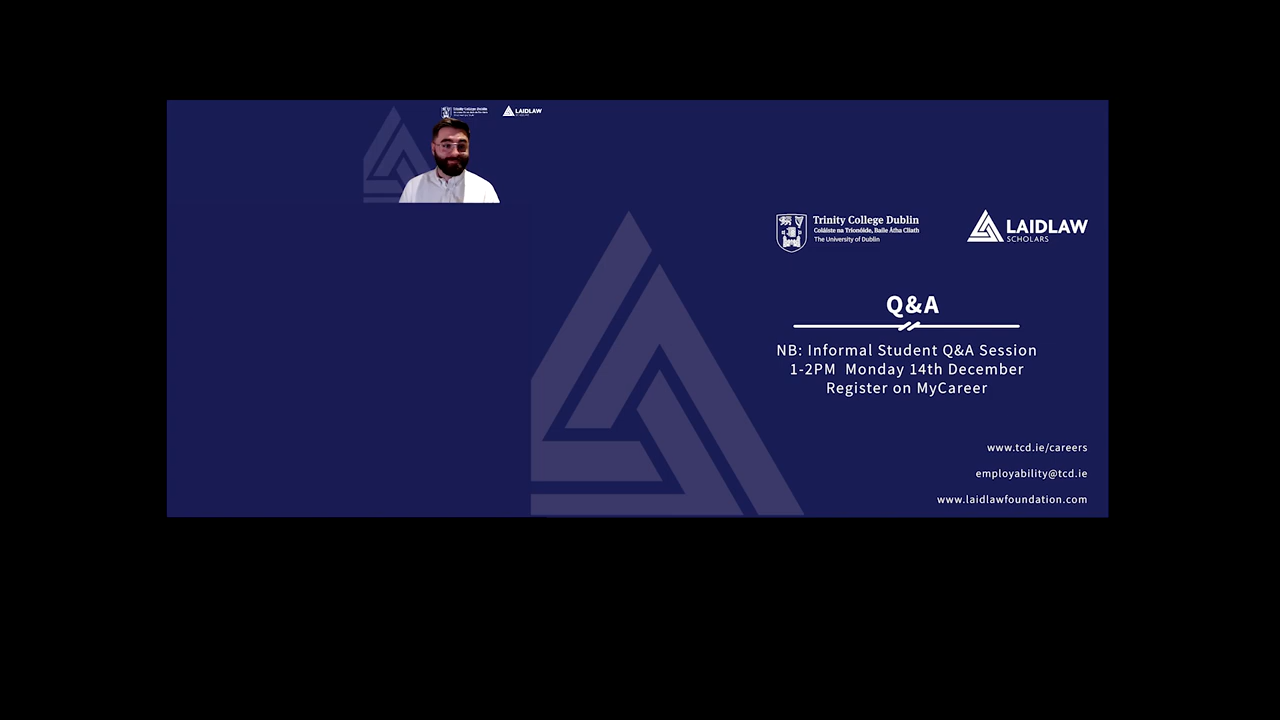 LAIDLAW
Trinity College Dublin
Coláiste na Tríonóide, Baile Átha Cliath
The University of Dublin
LAIDLAW
SCHOLARS
Q&A
NB: Informal Student Q&A Session
1-2PM Monday 14th December
Register on MyCareer
www.tcd.ie/careers
employability@tcd.ie
www.laidlawfoundation.com